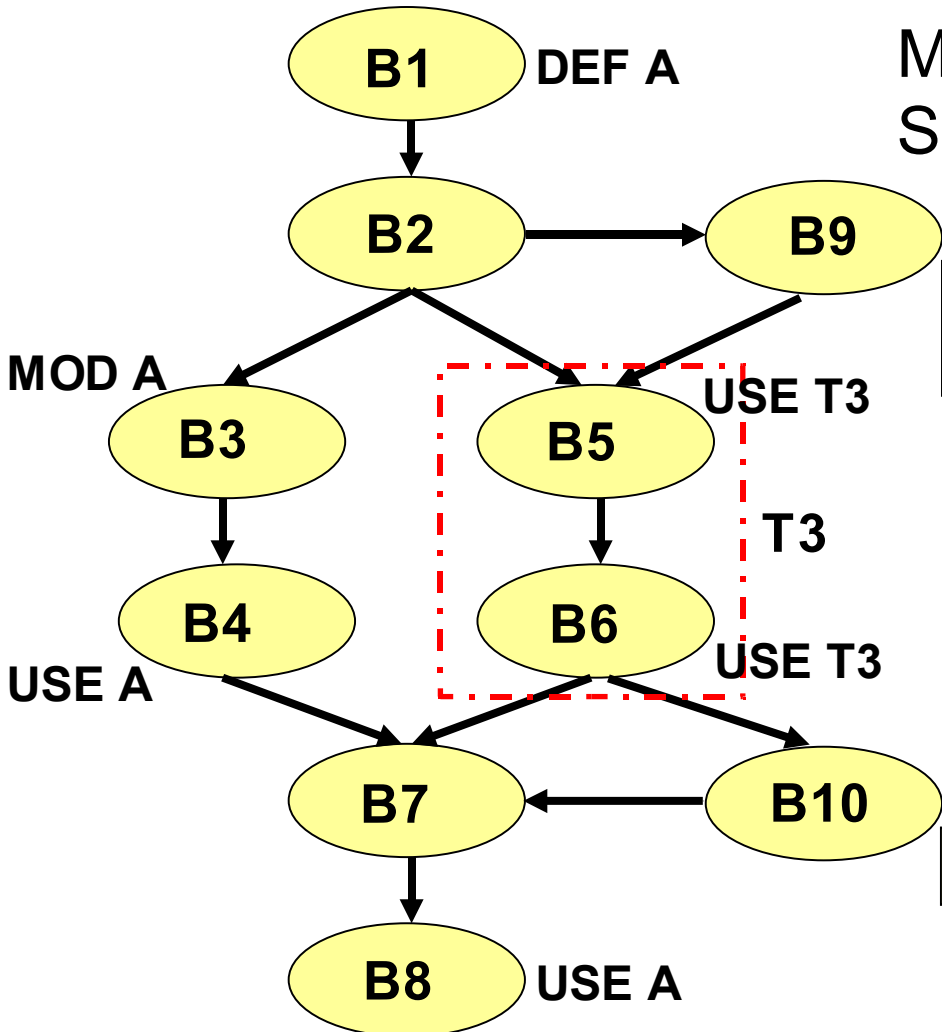 B1 DEF A
M
S
B2
B9
MOD A
USE T3
B3
B5
T3
B4
B6
USE A
USE T3
B7
B10
B8 USE A